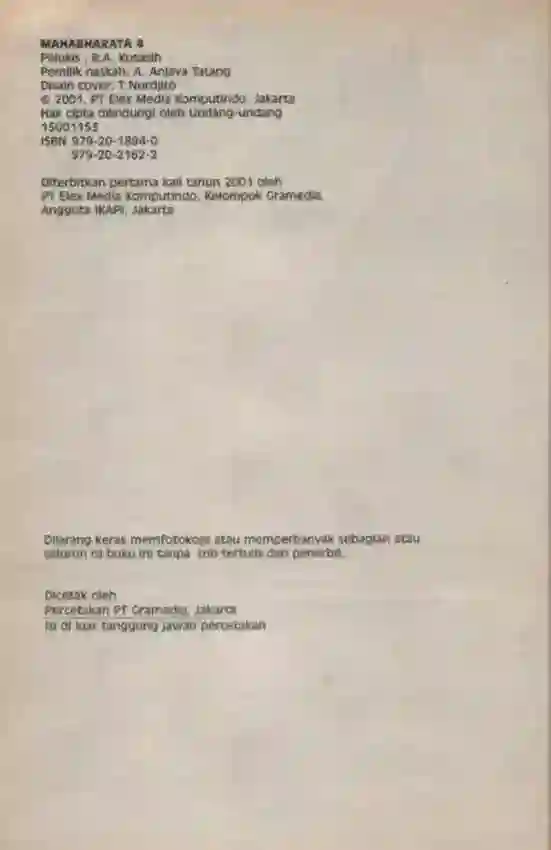 MAHABHARATA 4
Pelukis : R.A. Kosasih
Pemilik naskah: A. Anjaya Tatang
Disain cover: T Nurdjito
© 2001, PT Elex Media Komputindo, Jakarta
Hak cipta dilindungi oleh Undang-undang
15001155
ISBN 979-20-1894-0
979-20-2162-3
Diterbitkan pertama kali tahun 2001 oleh
PT Elex Media Komputindo, Kelompok Gramedia,
Anggota IKAPI, Jakarta
Dilarang keras memfotokopi atau memperbanyak sebagian atau
seluruh isi buku ini tanpa izin tertulis dari penerbit.
Dicetak oleh
Percetakan PT Gramedia, Jakarta
Isi di luar tanggung jawab percetakan